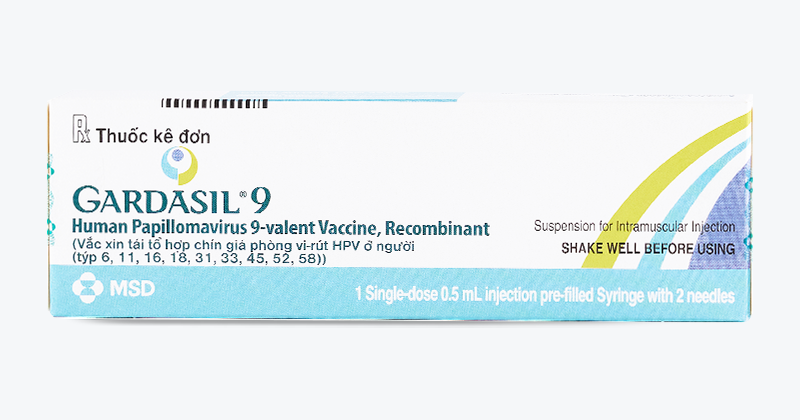 Rx Thuốc kê đơn
GARDASIL® 9
Human Papillomavirus 9-valent Vaccine, Recombinant
(Vắc xin tái tổ hợp chín giá phòng vi-rút HPV ở người
(týp 6, 11, 16, 18, 31, 33, 45, 52, 58))
Suspension for Intramuscular Injection
SHAKE WELL BEFORE USING
MSD
1 Single-dose 0.5 mL injection pre-filled Syringe with 2 needles